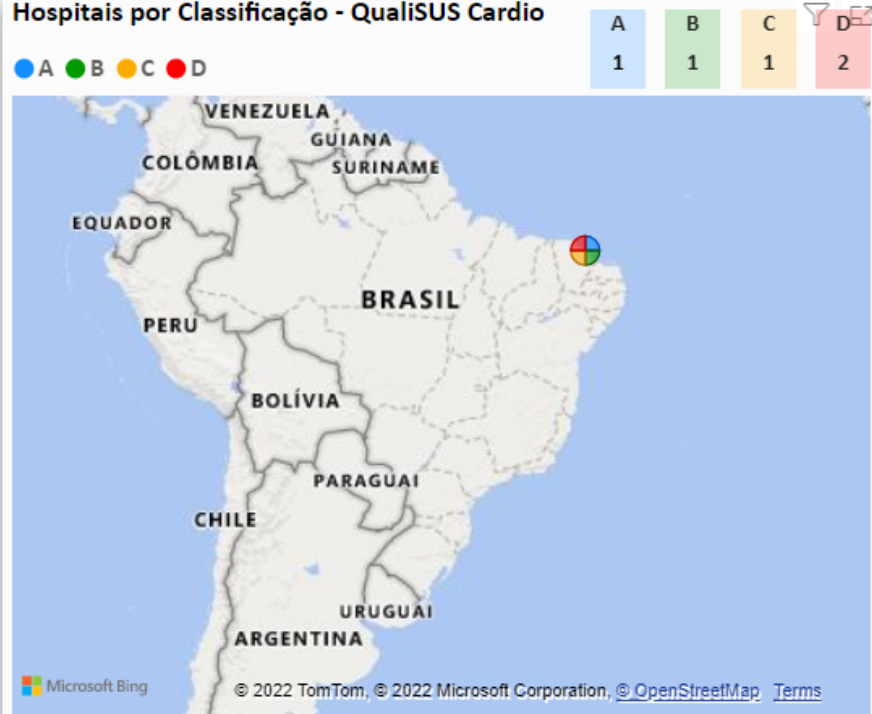 Hospitais por Classificação - QualiSUS Cardio
A B C D
1 1 1 2
A B C D
VENEZUELA
GUIANA
COLÔMBIA
SURINAME
EQUADOR
BRASIL
PERU
BOLÍVIA
PARAGUAI
CHILE
URUGUAI
ARGENTINA
Microsoft Bing
© 2022 TomTom, © 2022 Microsoft Corporation, © OpenStreetMap Terms